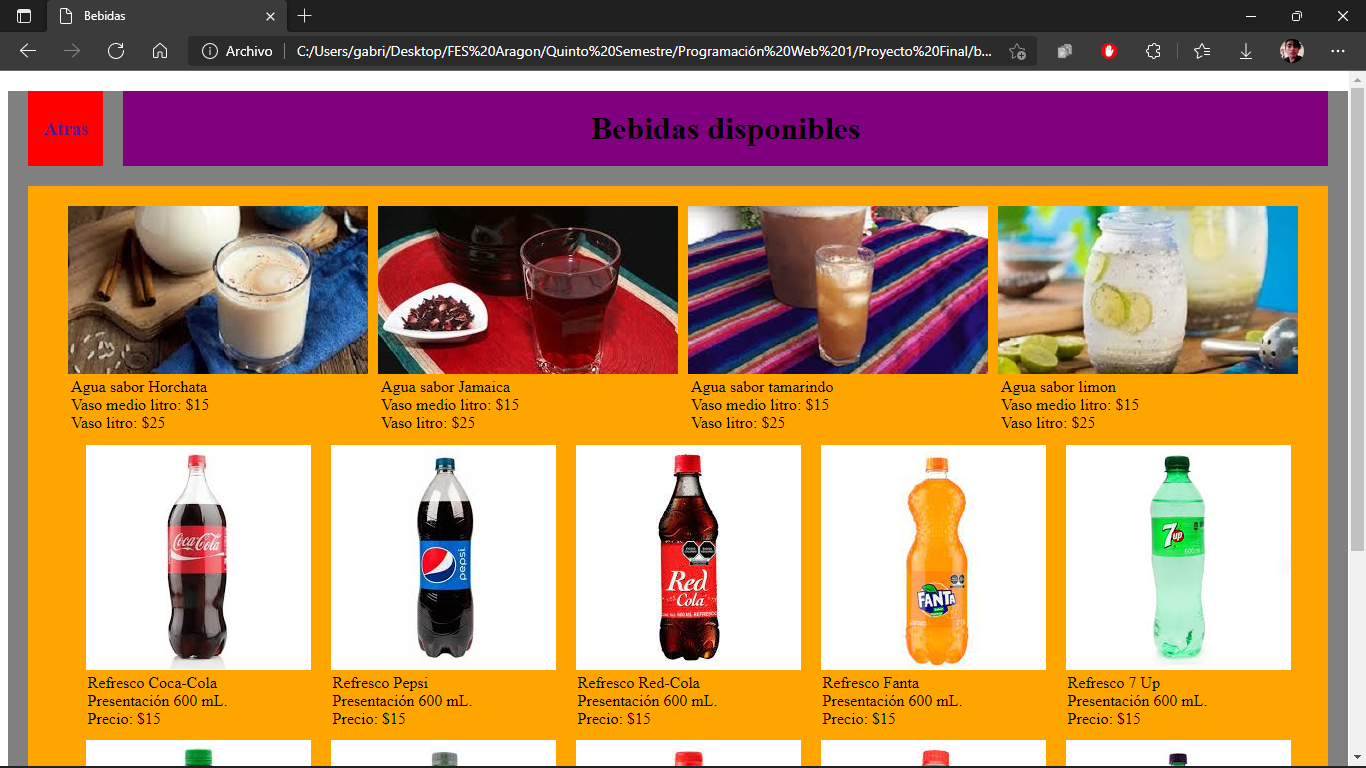 Bebidas
Archivo
C:/Users/gabri/Desktop/FES%20Aragon/Quinto%20Semestre/Programación%20Web%201/Proyecto%20Final/b...
Atras
Bebidas disponibles
Agua sabor Horchata
Vaso medio litro: $15
Vaso litro: $25
Agua sabor Jamaica
Vaso medio litro: $15
Vaso litro: $25
Agua sabor tamarindo
Vaso medio litro: $15
Vaso litro: $25
Agua sabor limon
Vaso medio litro: $15
Vaso litro: $25
Coca-Cola
pepsi
Red
Cola
FANTA
7up
600ml
Refresco Coca-Cola
Presentación 600 mL.
Precio: $15
Refresco Pepsi
Presentación 600 mL.
Precio: $15
Refresco Red-Cola
Presentación 600 mL.
Precio: $15
Refresco Fanta
Presentación 600 mL.
Precio: $15
Refresco 7 Up
Presentación 600 mL.
Precio: $15